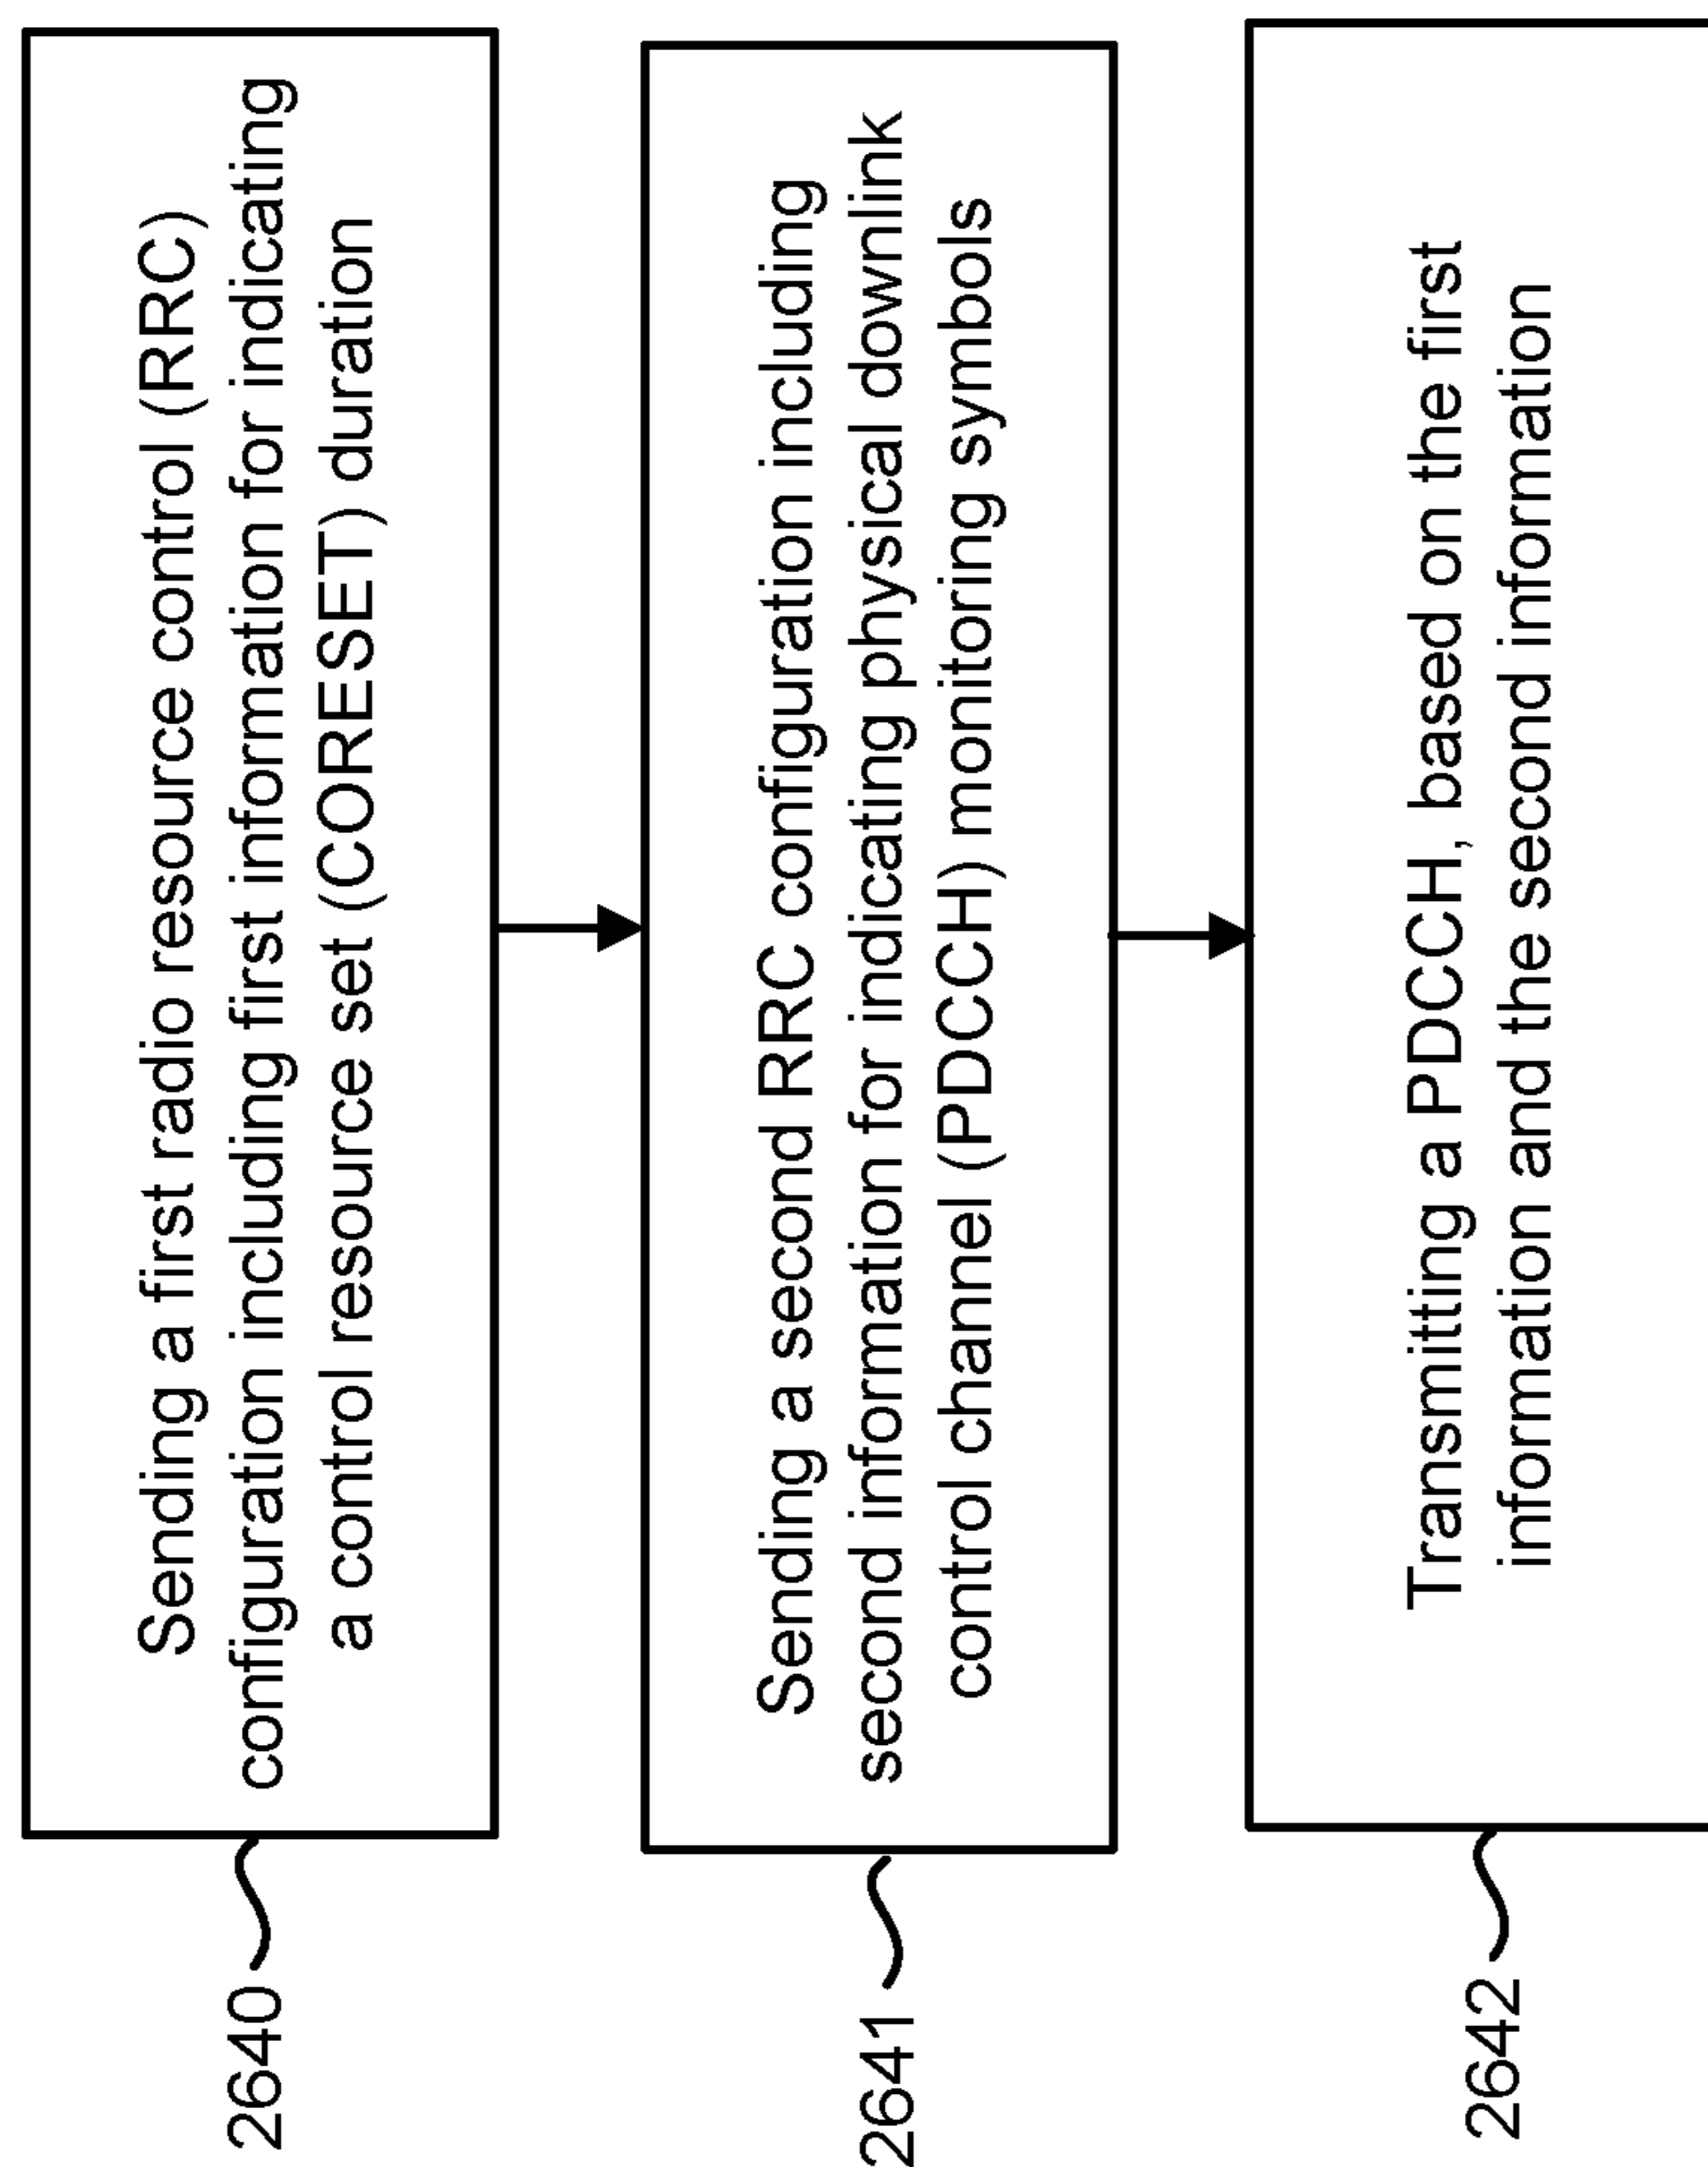 Sending a first radio resource control (RRC)
configuration including first information for indicating
a control resource set (CORESET) duration
2640
Sending a second RRC configuration including
second information for indicating physical downlink
control channel (PDCCH) monitoring symbols
2641
Transmitting a PDCCH, based on the first
information and the second information
2642